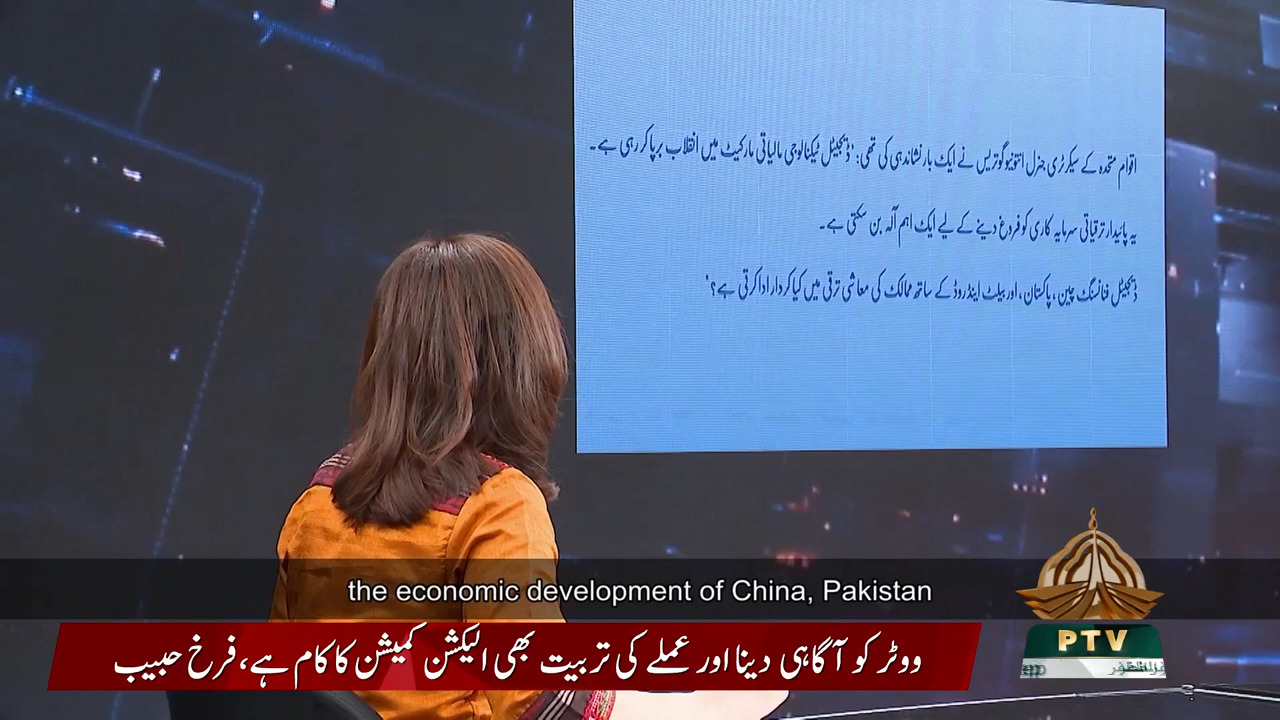 اقوام متحدہ کے سیکرٹری جنرل انتونیو گوتریس نے ایک بار نشاندہی کی تھی: 'ڈیجیٹل ٹیکنالوجی مالیاتی مارکیٹ میں انقلاب برپا کر رہی ہے۔
یہ پائیدار ترقیاتی سرمایہ کاری کو فروغ دینے کے لیے ایک اہم آلہ بن سکتی ہے۔
ڈیجیٹل فنانسنگ چین، پاکستان، اور بیلٹ اینڈ روڈ کے ساتھ ممالک کی معاشی ترقی میں کیا کردار ادا کرتی ہے؟'
the economic development of China, Pakistan
ووٹر کو آگاہی دینا اور عملے کی تربیت بھی الیکشن کمیشن کا کام ہے، فرخ حبیب
PTV